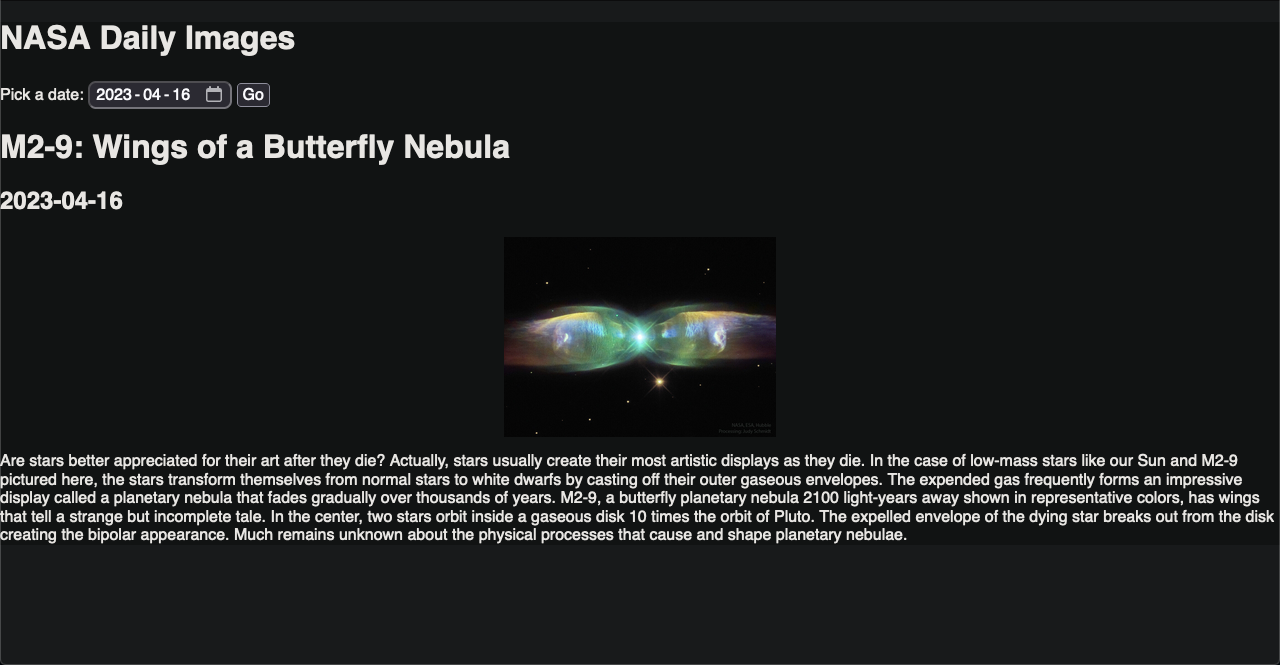 NASA Daily Images
Pick a date: 2023-04-16 Go
M2-9: Wings of a Butterfly Nebula
2023-04-16
Are stars better appreciated for their art after they die? Actually, stars usually create their most artistic displays as they die. In the case of low-mass stars like our Sun and M2-9
pictured here, the stars transform themselves from normal stars to white dwarfs by casting off their outer gaseous envelopes. The expended gas frequently forms an impressive
display called a planetary nebula that fades gradually over thousands of years. M2-9, a butterfly planetary nebula 2100 light-years away shown in representative colors, has wings
that tell a strange but incomplete tale. In the center, two stars orbit inside a gaseous disk 10 times the orbit of Pluto. The expelled envelope of the dying star breaks out from the disk
creating the bipolar appearance. Much remains unknown about the physical processes that cause and shape planetary nebulae.